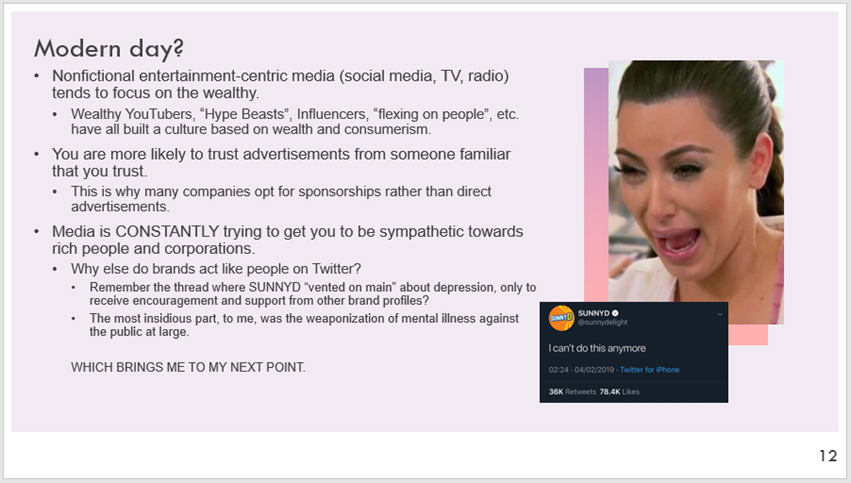 Modern day?
• Nonfictional entertainment-centric media (social media, TV, radio)
tends to focus on the wealthy.
• Wealthy YouTubers, “Hype Beasts”, Influencers, “flexing on people”, etc.
have all built a culture based on wealth and consumerism.
• You are more likely to trust advertisements from someone familiar
that you trust.
• This is why many companies opt for sponsorships rather than direct
advertisements.
• Media is CONSTANTLY trying to get you to be sympathetic towards
rich people and corporations.
• Why else do brands act like people on Twitter?
• Remember the thread where SUNNYD “vented on main” about depression, only to
receive encouragement and support from other brand profiles?
• The most insidious part, to me, was the weaponization of mental illness against
the public at large.
WHICH BRINGS ME TO MY NEXT POINT.
SUNNYD
SUNNYD
@sunnydelight
I can't do this anymore
02:24 · 04/02/2019 · Twitter for iPhone
36K Retweets 78.4K Likes
12